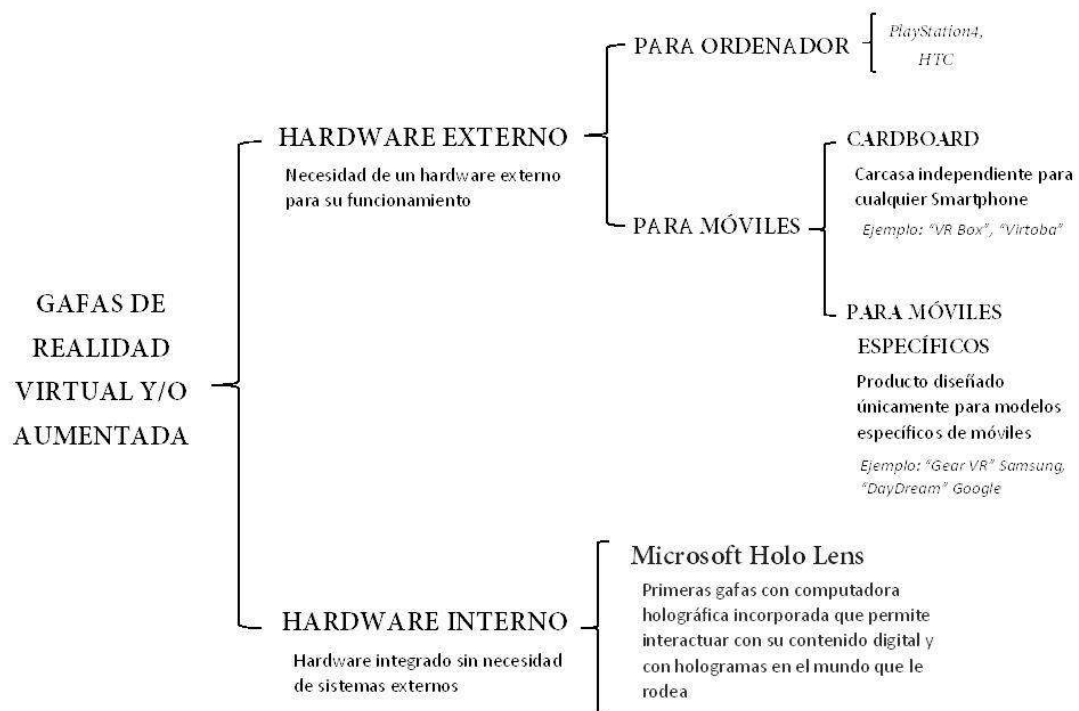 GAFAS DE
REALIDAD
VIRTUAL Y/O
AUMENTADA
HARDWARE EXTERNO
Necesidad de un hardware externo
para su funcionamiento
PARA ORDENADOR
PlayStation4,
HTC
PARA MÓVILES
CARDBOARD
Carcasa independiente para
cualquier Smartphone
Ejemplo: "VR Box", "Virtoba"
PARA MÓVILES
ESPECÍFICOS
Producto diseñado
únicamente para modelos
específicos de móviles
Ejemplo: "Gear VR" Samsung,
"DayDream" Google
HARDWARE INTERNO
Hardware integrado sin necesidad
de sistemas externos
Microsoft Holo Lens
Primeras gafas con computadora
holográfica incorporada que permite
interactuar con su contenido digital y
con hologramas en el mundo que le
rodea